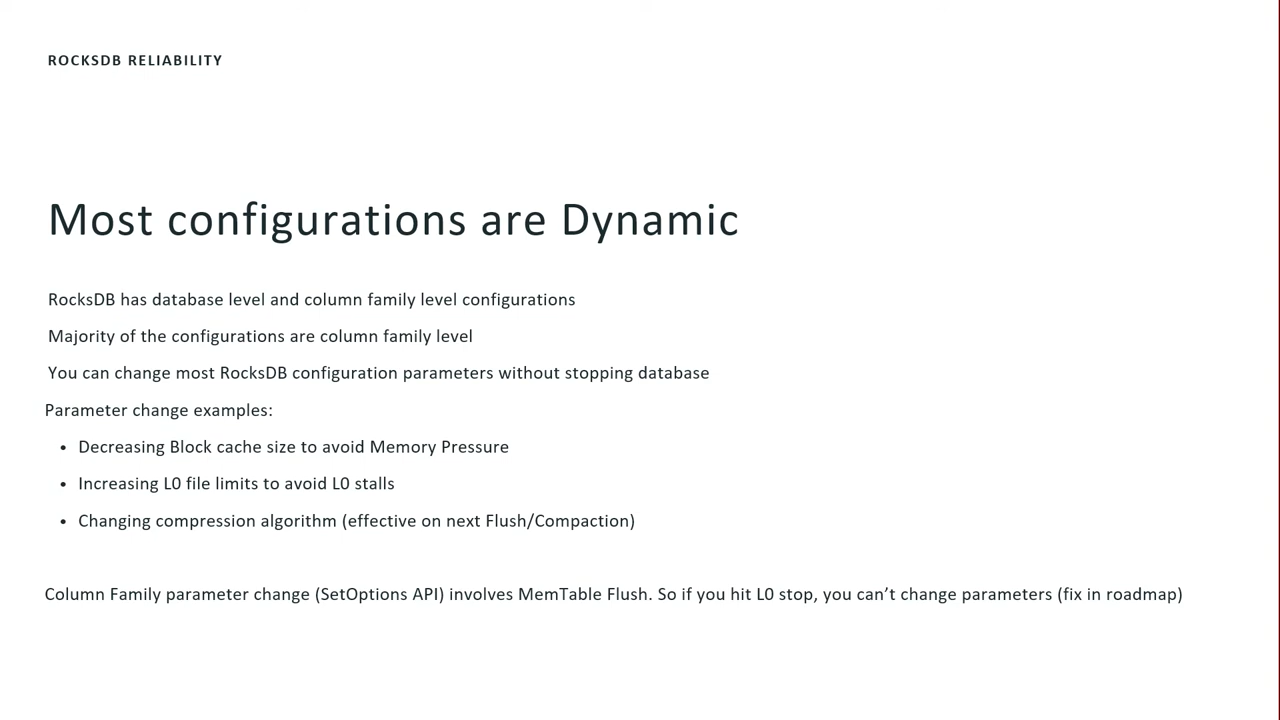 ROCKSDB RELIABILITY
Most configurations are Dynamic
RocksDB has database level and column family level configurations
Majority of the configurations are column family level
You can change most RocksDB configuration parameters without stopping database
Parameter change examples:
• Decreasing Block cache size to avoid Memory Pressure
• Increasing L0 file limits to avoid L0 stalls
• Changing compression algorithm (effective on next Flush/Compaction)
Column Family parameter change (SetOptions API) involves MemTable Flush. So if you hit L0 stop, you can’t change parameters (fix in roadmap)